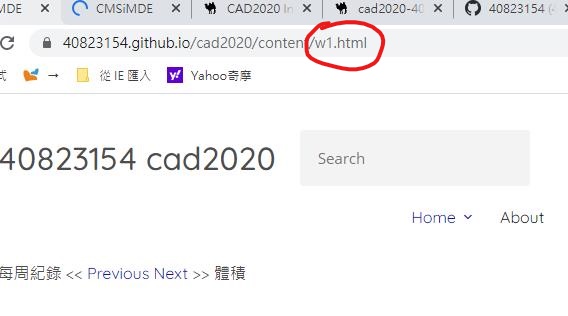 MDE CMSiMDE CAD2020 In cad2020-40 40823154 (4
40823154.github.io/cad2020/content/w1.html
式 從 IE 匯入 Yahoo奇摩
40823154 cad2020
Search
Home About
每周紀錄 << Previous Next >> 體積